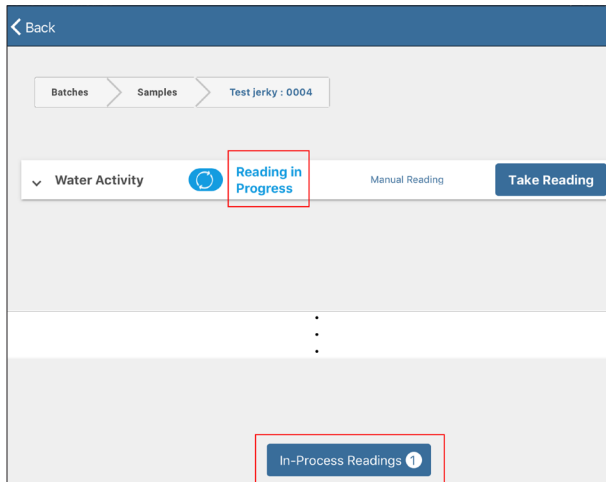 Back
Batches
Samples
Test jerky : 0004
Water Activity
Reading in
Progress
Manual Reading
Take Reading
In-Process Readings 1